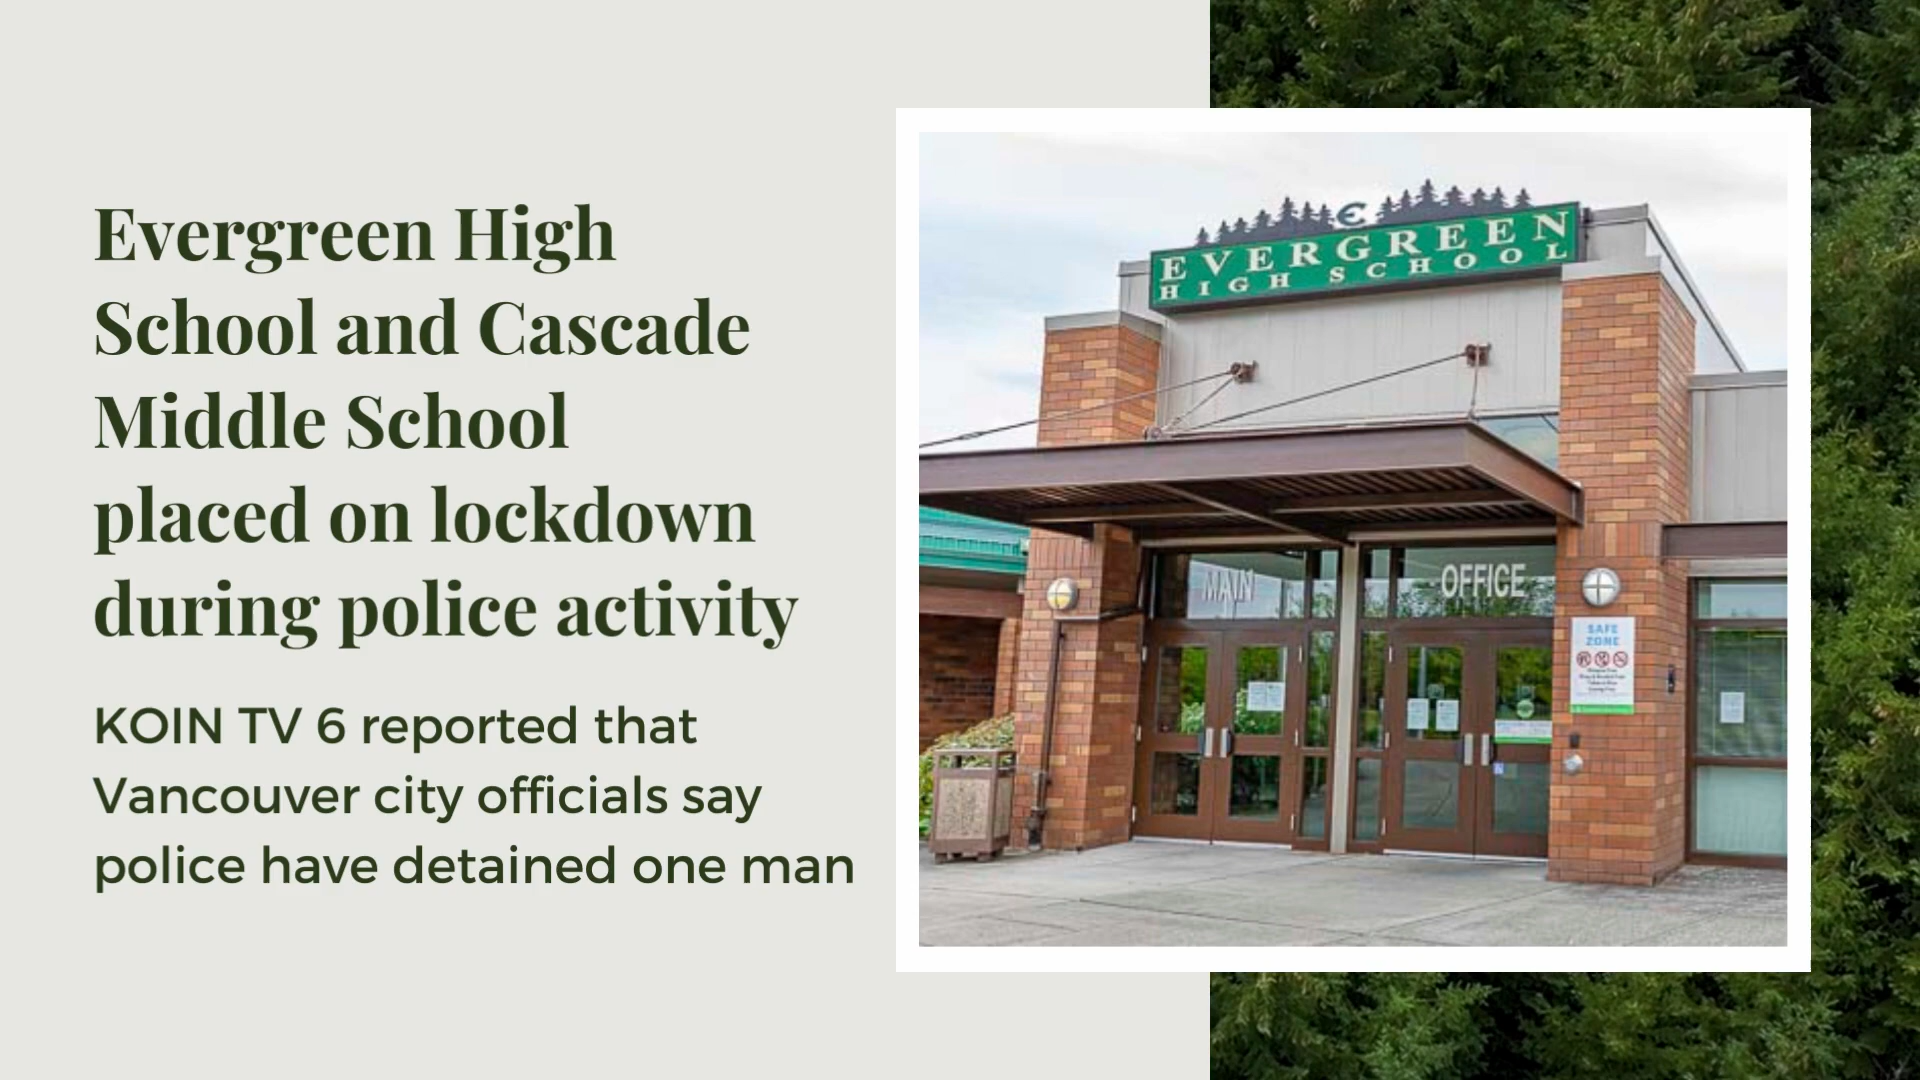 Evergreen High
School and Cascade
Middle School
placed on lockdown
during police activity
KOIN TV 6 reported that
Vancouver city officials say
police have detained one man
E
EVERGREEN
HIGH SCHOOL
MAIN OFFICE
SAFE
ZONE